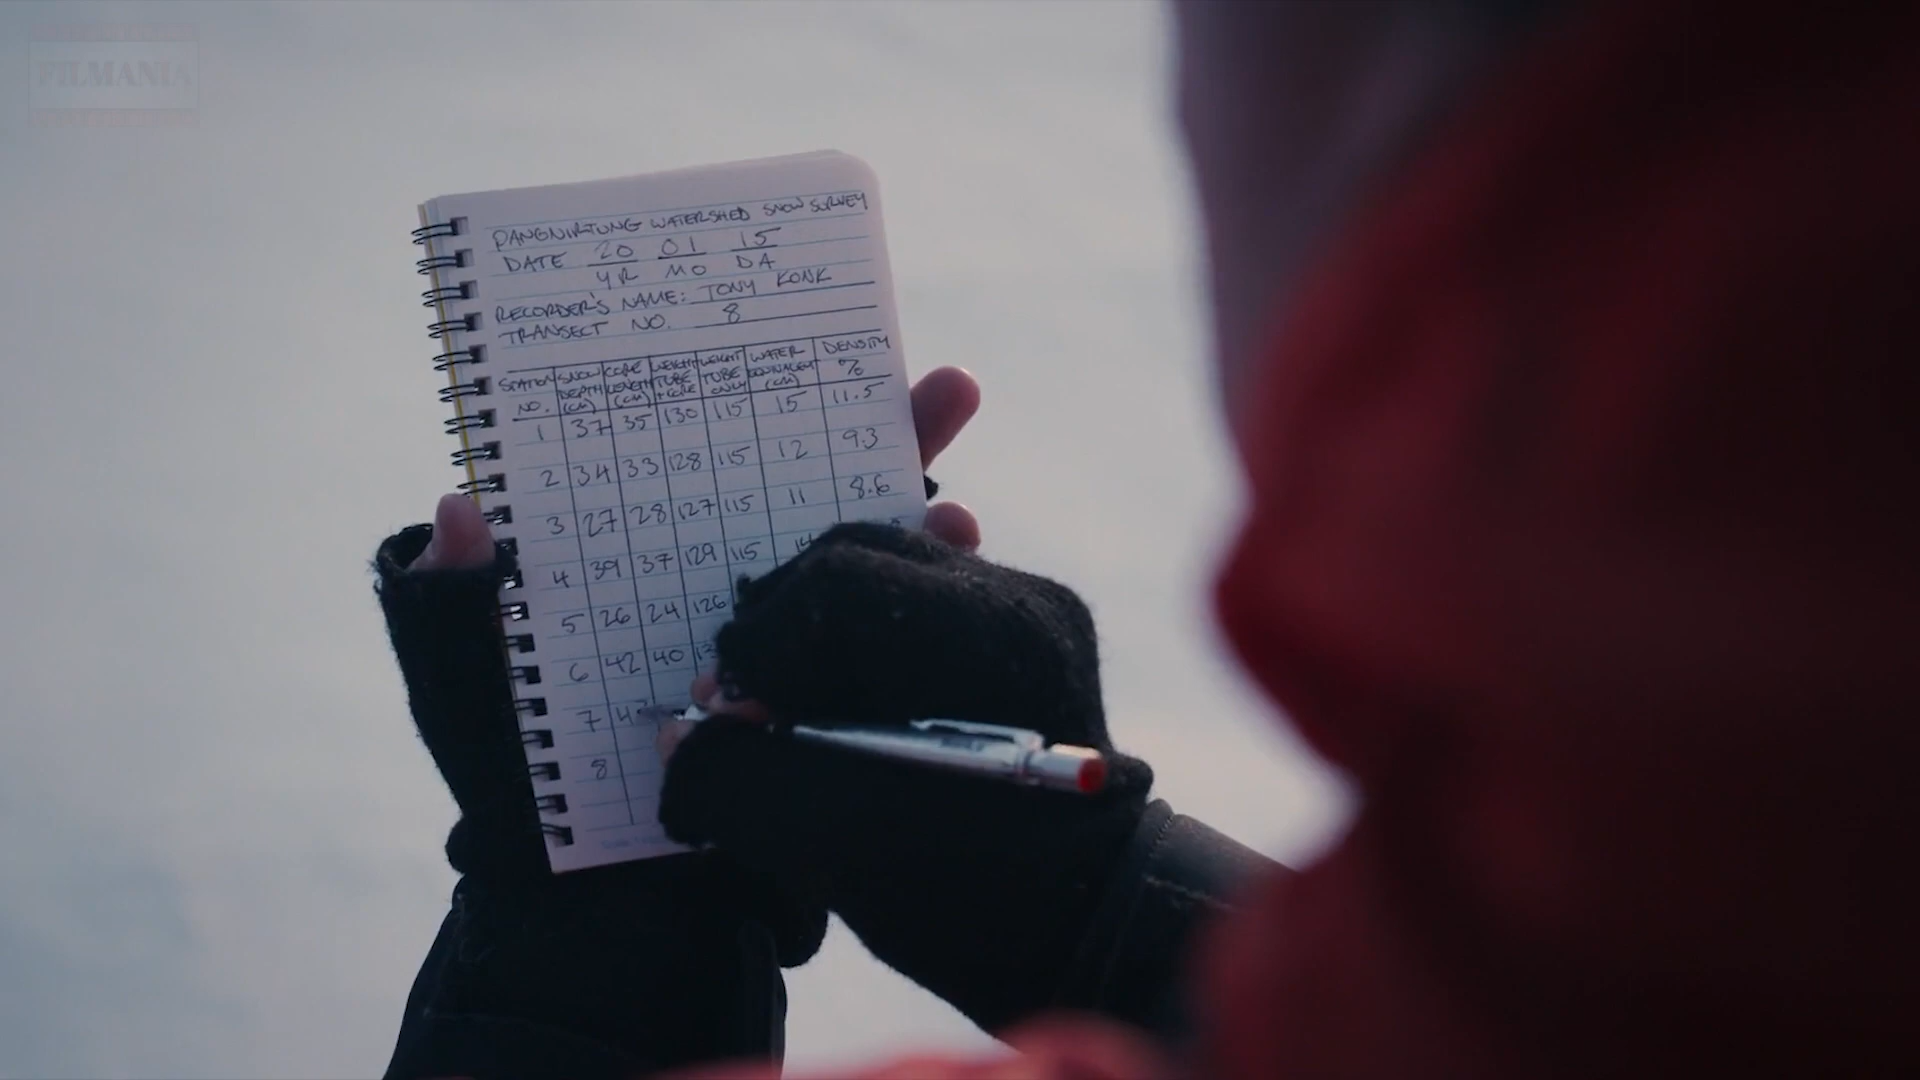 FILMANIA
PANGNIRTUNG WATERSHED SNOW SURVEY
DATE 20 01 15
YR MO DA
RECORDER'S NAME: TONY KONK
TRANSECT NO. 8
STATION NO. SNOW DEPTH (CM) CORE LENGTH (CM) WEIGHT TUBE + CORE WEIGHT TUBE ONLY WATER EQUIVALENT (CM) DENSITY %
1 37 35 130 115 15 11.5
2 34 33 128 115 12 9.3
3 27 28 127 115 11 8.6
4 39 37 129 115 14
5 26 24 126
6 42 40
7
8